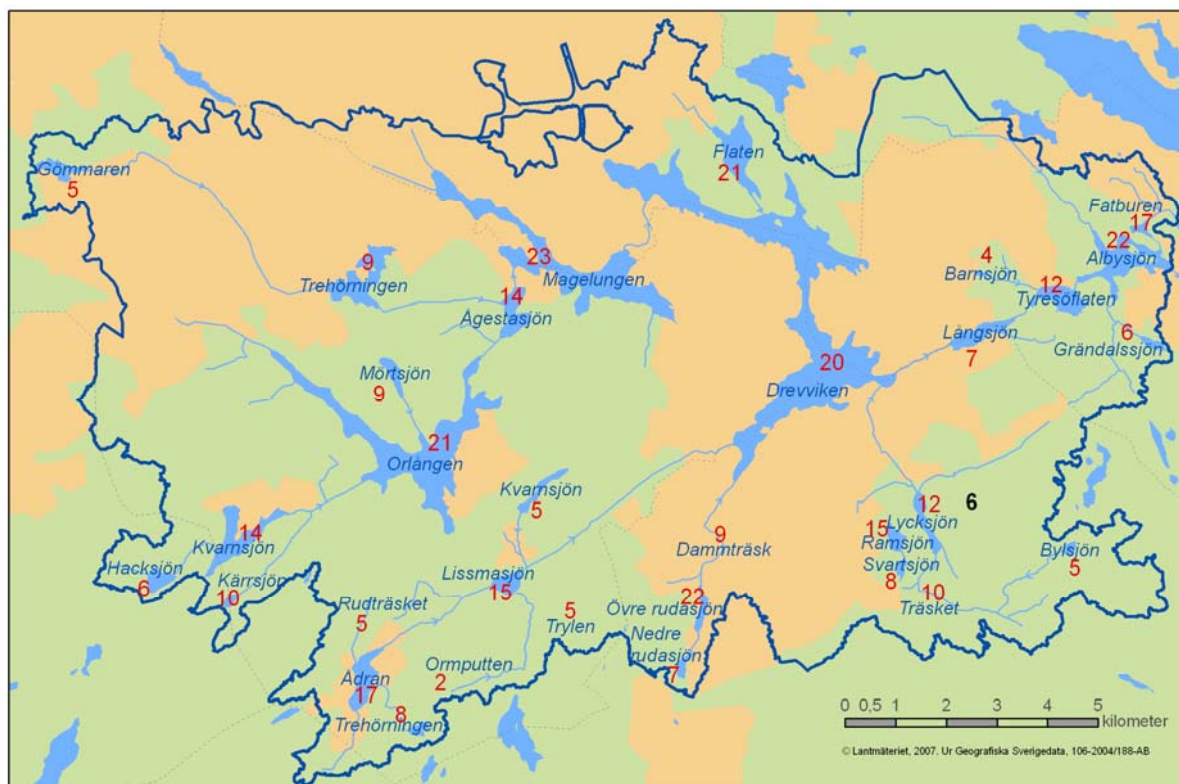 Flaten
21
Gömmaren
5
Fatburen
17
22
Albysjön
9
Trehörningen
23
Magelungen
4
Barnsjön
12
Tyresöflaten
14
Ågestasjön
Långsjön
7
6
Grändalssjön
20
Drevviken
Mörtsjön
9
21
Orlangen
Kvarnsjön
5
12
6
Lycksjön
14
Kvarnsjön
9
Dammträsk
15
Ramsjön
Svartsjön
8
Bylsjön
5
Hacksjön
6
Kärrsjön
10
Lissmasjön
15
10
Träsket
Rudträsket
5
5
Trylen
22
Övre rudasjön
Nedre
rudasjön
7
Ådran
17
Ormputten
2
Trehörningen
8
0 0,5 1 2 3 4 5
kilometer
© Lantmäteriet, 2007. Ur Geografiska Sverigedata, 106-2004/188-AB